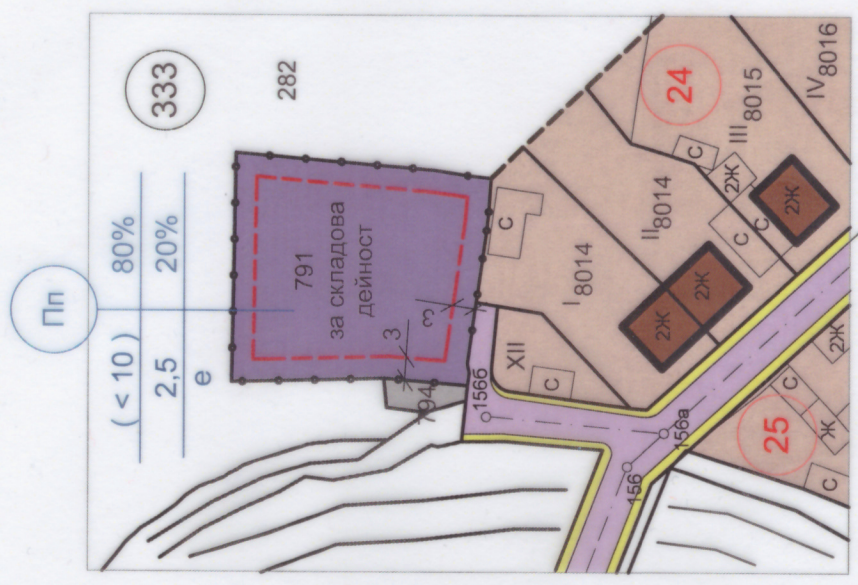 Пп
( < 10 ) 80%
2,5 20%
е
333
282
791
за складова
дейност
3
3
794
24
III 8015
IV 8016
С
2Ж
С
С
2Ж
II 8014
С
I 8014
2Ж
2Ж
XII
С
156б
156а
156
25
2Ж
С
Ж
С